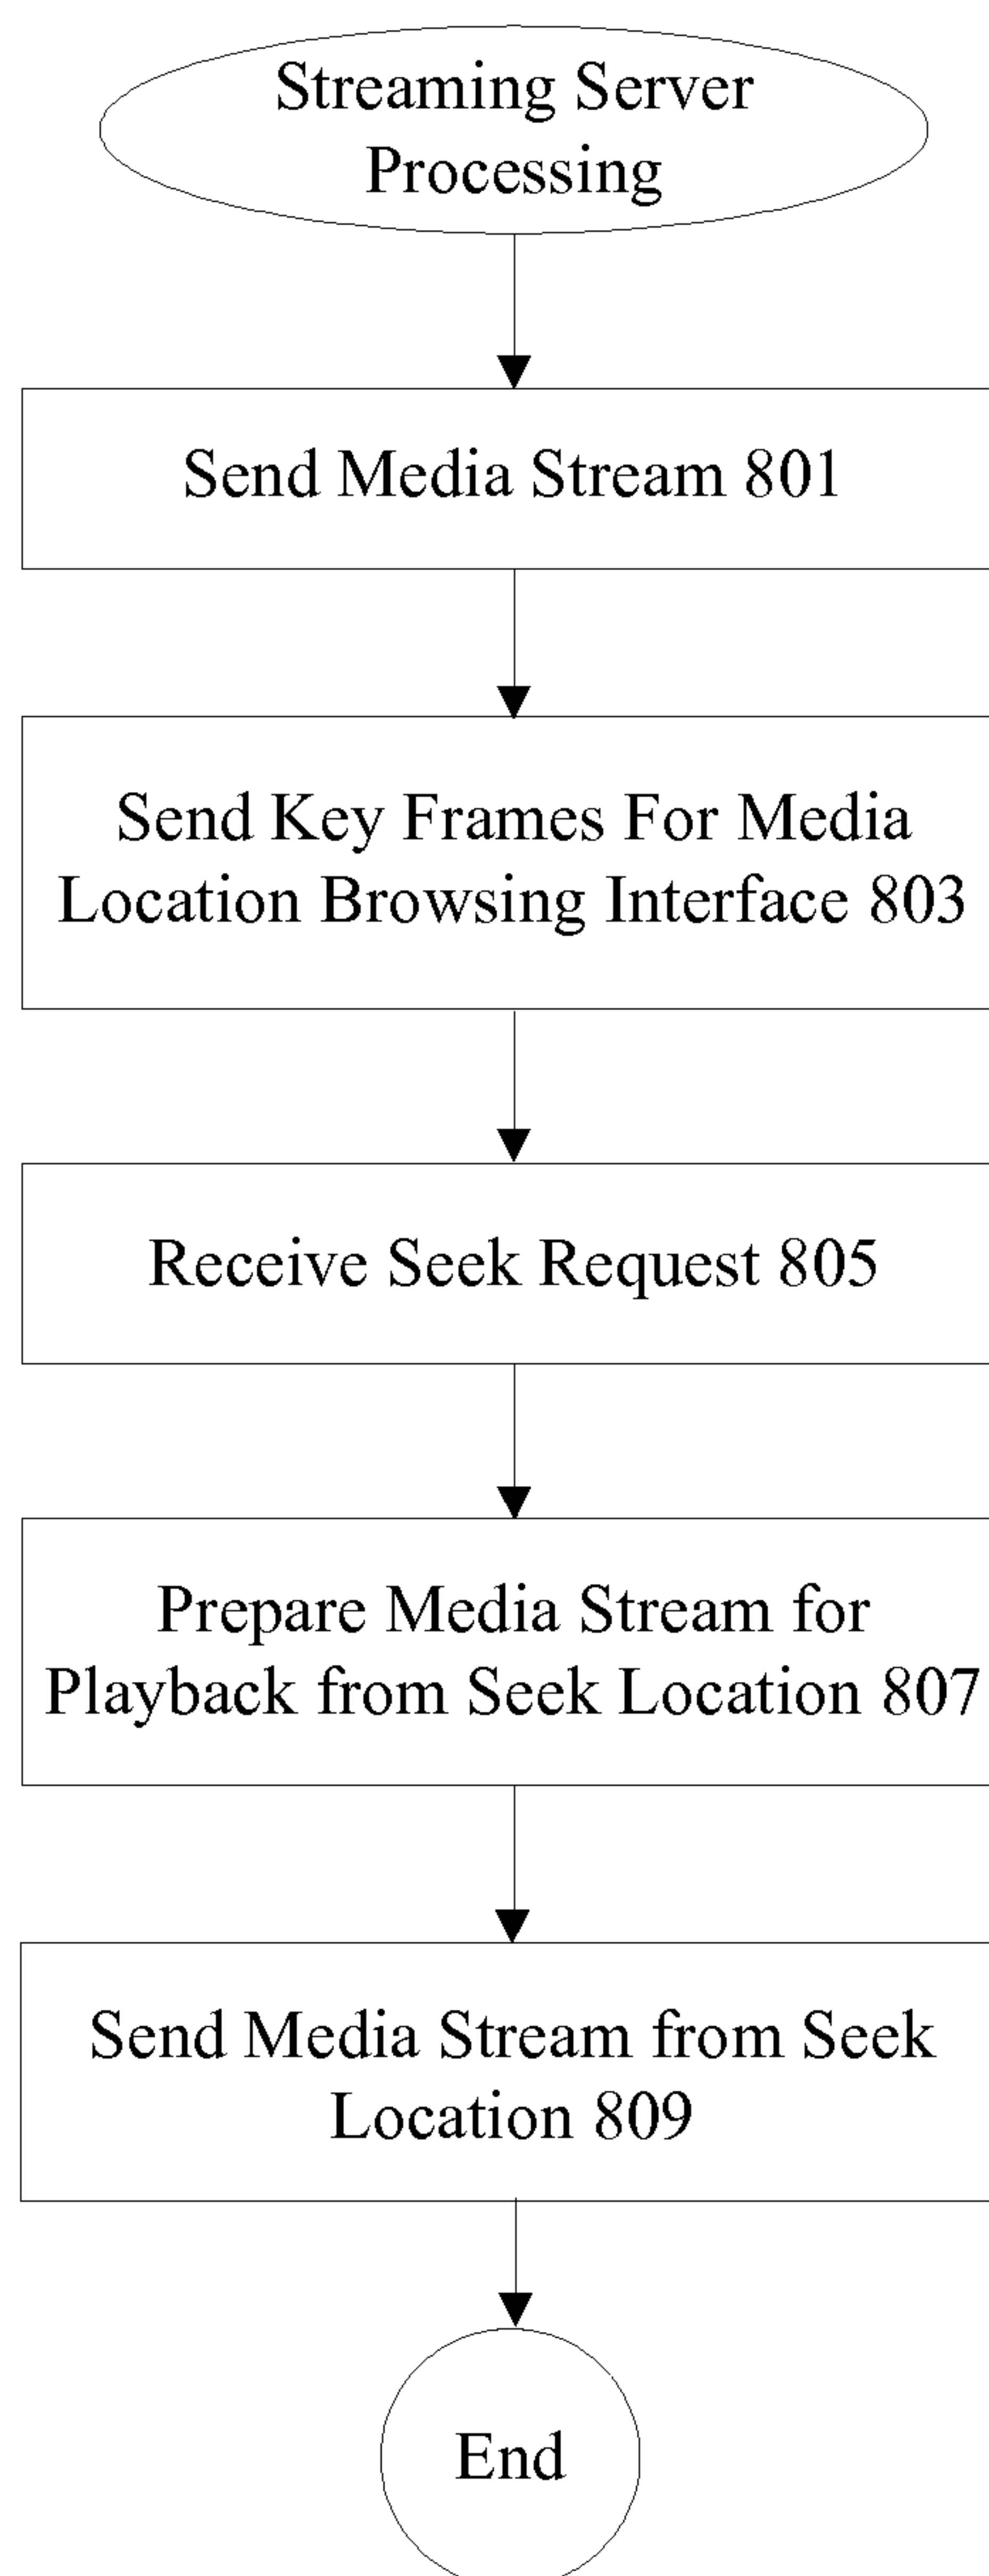 Streaming Server
Processing
Send Media Stream 801
Send Key Frames For Media
Location Browsing Interface 803
Receive Seek Request 805
Prepare Media Stream for
Playback from Seek Location 807
Send Media Stream from Seek
Location 809
End